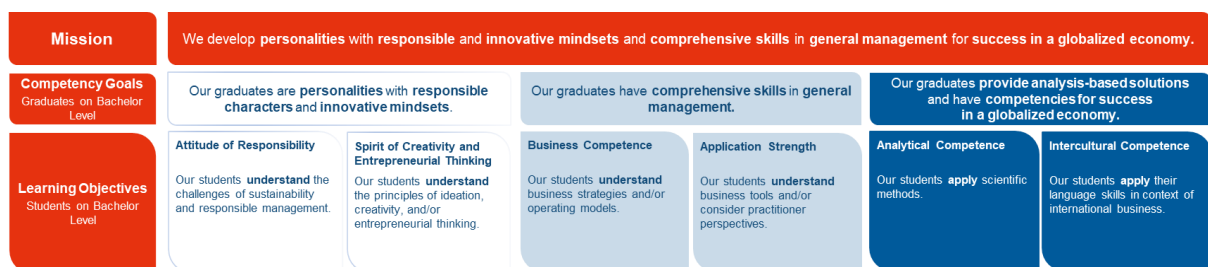 Mission
We develop personalities with responsible and innovative mindsets and comprehensive skills in general management for success in a globalized economy.
Competency Goals
Graduates on Bachelor
Level
Our graduates are personalities with responsible
characters and innovative mindsets.
Our graduates have comprehensive skills in general
management.
Our graduates provide analysis-based solutions
and have competencies for success
in a globalized economy.
Learning Objectives
Students on Bachelor
Level
Attitude of Responsibility
Our students understand the
challenges of sustainability
and responsible management.
Spirit of Creativity and
Entrepreneurial Thinking
Our students understand
the principles of ideation,
creativity, and/or
entrepreneurial thinking.
Business Competence
Our students understand
business strategies and/or
operating models.
Application Strength
Our students understand
business tools and/or
consider practitioner
perspectives.
Analytical Competence
Our students apply scientific
methods.
Intercultural Competence
Our students apply their
language skills in context of
international business.